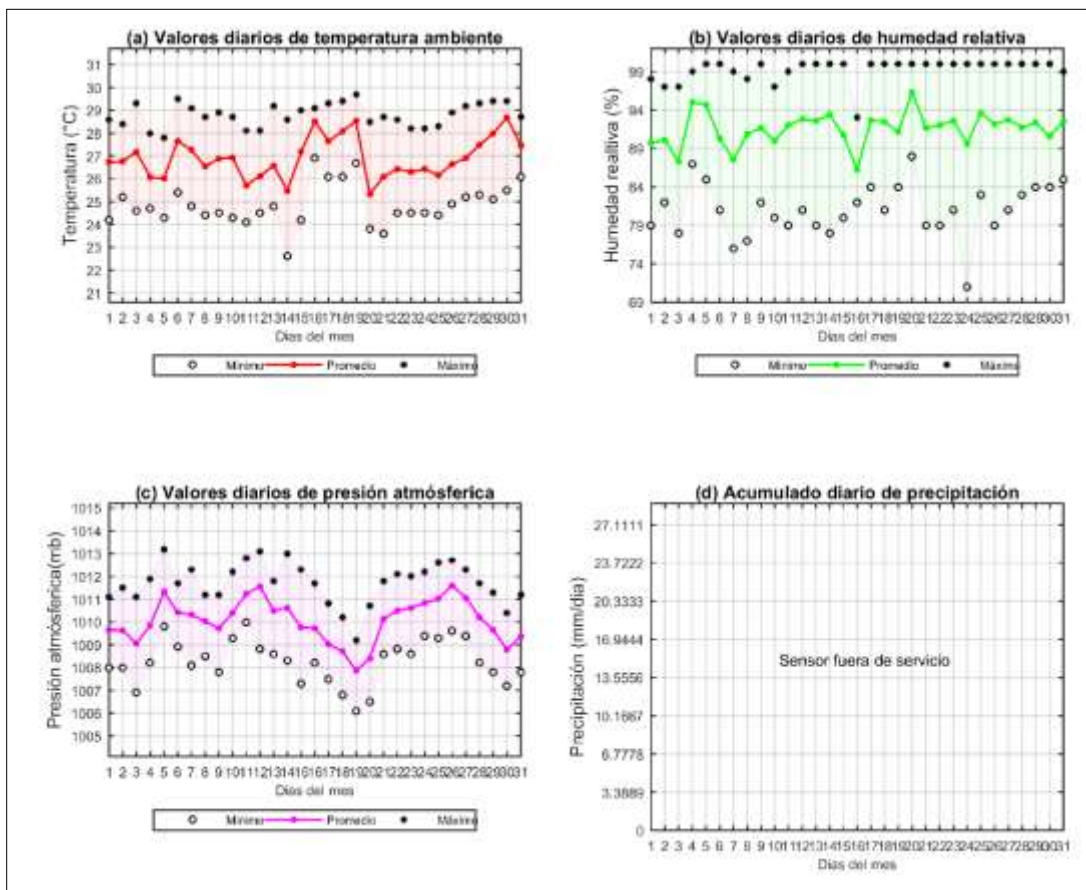 (a) Valores diarios de temperatura ambiente
Temperatura (°C)
31
30
29
28
27
26
25
24
23
22
21
1 2 3 4 5 6 7 8 9 10 11 12 13 14 15 16 17 18 19 20 21 22 23 24 25 26 27 28 29 30 31
Dias del mes
Mínimo Promedio Máximo
(b) Valores diarios de humedad relativa
Humedad realtiva (%)
99
94
89
84
79
74
69
1 2 3 4 5 6 7 8 9 10 11 12 13 14 15 16 17 18 19 20 21 22 23 24 25 26 27 28 29 30 31
Dias del mes
Mínimo Promedio Máximo
(c) Valores diarios de presión atmósferica
Presión atmósferica(mb)
1015
1014
1013
1012
1011
1010
1009
1008
1007
1006
1005
1 2 3 4 5 6 7 8 9 10 11 12 13 14 15 16 17 18 19 20 21 22 23 24 25 26 27 28 29 30 31
Dias del mes
Mínimo Promedio Máximo
(d) Acumulado diario de precipitación
Precipitación (mm/dia)
27.1111
23.7222
20.3333
16.9444
13.5556
10.1667
6.7778
3.3889
0
Sensor fuera de servicio
1 2 3 4 5 6 7 8 9 10 11 12 13 14 15 16 17 18 19 20 21 22 23 24 25 26 27 28 29 30 31
Dias del mes